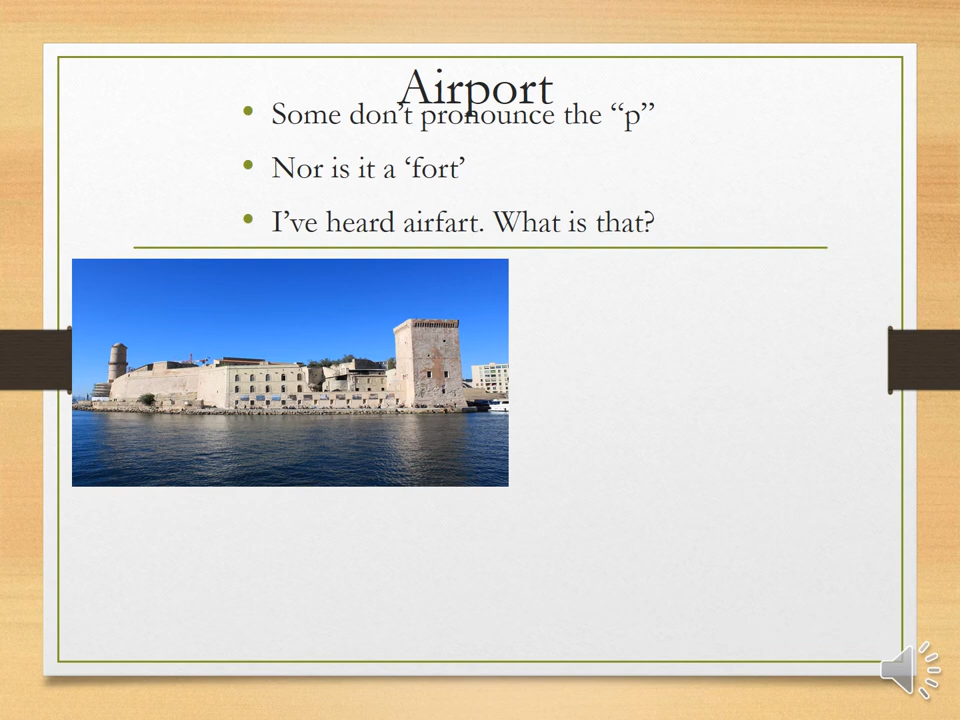 Airport
• Some don’t pronounce the “p”
• Nor is it a ‘fort’
• I’ve heard airfart. What is that?